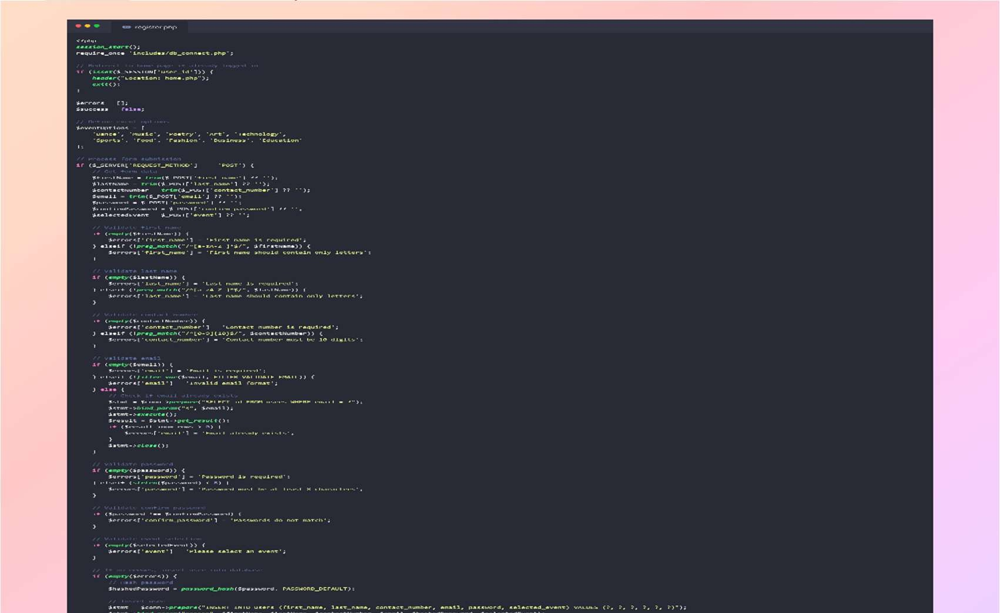 register.php
<?php
session_start();
require_once 'includes/db_connect.php';
// Redirect to home page if already logged in
if (isset($_SESSION['user_id'])) {
header("Location: home.php");
exit();
}
$errors = [];
$success = false;
// Define event options
$eventOptions = [
'Dance', 'Music', 'Poetry', 'Art', 'Technology',
'Sports', 'Food', 'Fashion', 'Business', 'Education'
];
// Process form submission
if ($_SERVER['REQUEST_METHOD'] 'POST') {
// Get form data
$firstName = trim($_POST['first_name'] ?? '');
$lastName = trim($_POST['last_name'] ?? '');
$contactNumber = trim($_POST['contact_number'] ?? '');
$email = trim($_POST['email'] ?? '');
$password = $_POST['password'] ?? '';
$confirmPassword = $_POST['confirm_password'] ?? '';
$selectedEvent = $_POST['event'] ?? '';
// Validate first name
if (empty($firstName)) {
$errors['first_name'] = 'First name is required';
} elseif (!preg_match("/^[a-zA-Z ]*$/", $firstName)) {
$errors['first_name'] = 'First name should contain only letters';
}
// Validate last name
if (empty($lastName)) {
$errors['last_name'] = 'Last name is required';
} elseif (!preg_match("/^[a-zA-Z ]*$/", $lastName)) {
$errors['last_name'] = 'Last name should contain only letters';
}
// Validate contact number
if (empty($contactNumber)) {
$errors['contact_number'] = 'Contact number is required';
} elseif (!preg_match("/^[0-9]{10}$/", $contactNumber)) {
$errors['contact_number'] = 'Contact number must be 10 digits';
}
// Validate email
if (empty($email)) {
$errors['email'] = 'Email is required';
} elseif (!filter_var($email, FILTER_VALIDATE_EMAIL)) {
$errors['email'] = 'Invalid email format';
} else {
// Check if email already exists
$stmt = $conn->prepare("SELECT id FROM users WHERE email = ?");
$stmt->bind_param("s", $email);
$stmt->execute();
$result = $stmt->get_result();
if ($result->num_rows > 0) {
$errors['email'] = 'Email already exists';
}
$stmt->close();
}
// Validate password
if (empty($password)) {
$errors['password'] = 'Password is required';
} elseif (strlen($password) < 8) {
$errors['password'] = 'Password must be at least 8 characters';
}
// Validate confirm password
if ($password !== $confirmPassword) {
$errors['confirm_password'] = 'Passwords do not match';
}
// Validate event selection
if (empty($selectedEvent)) {
$errors['event'] = 'Please select an event';
}
// If no errors, insert user into database
if (empty($errors)) {
// Hash password
$hashedPassword = password_hash($password, PASSWORD_DEFAULT);
// Insert user
$stmt = $conn->prepare("INSERT INTO users (first_name, last_name, contact_number, email, password, selected_event) VALUES (?, ?, ?, ?, ?, ?)");